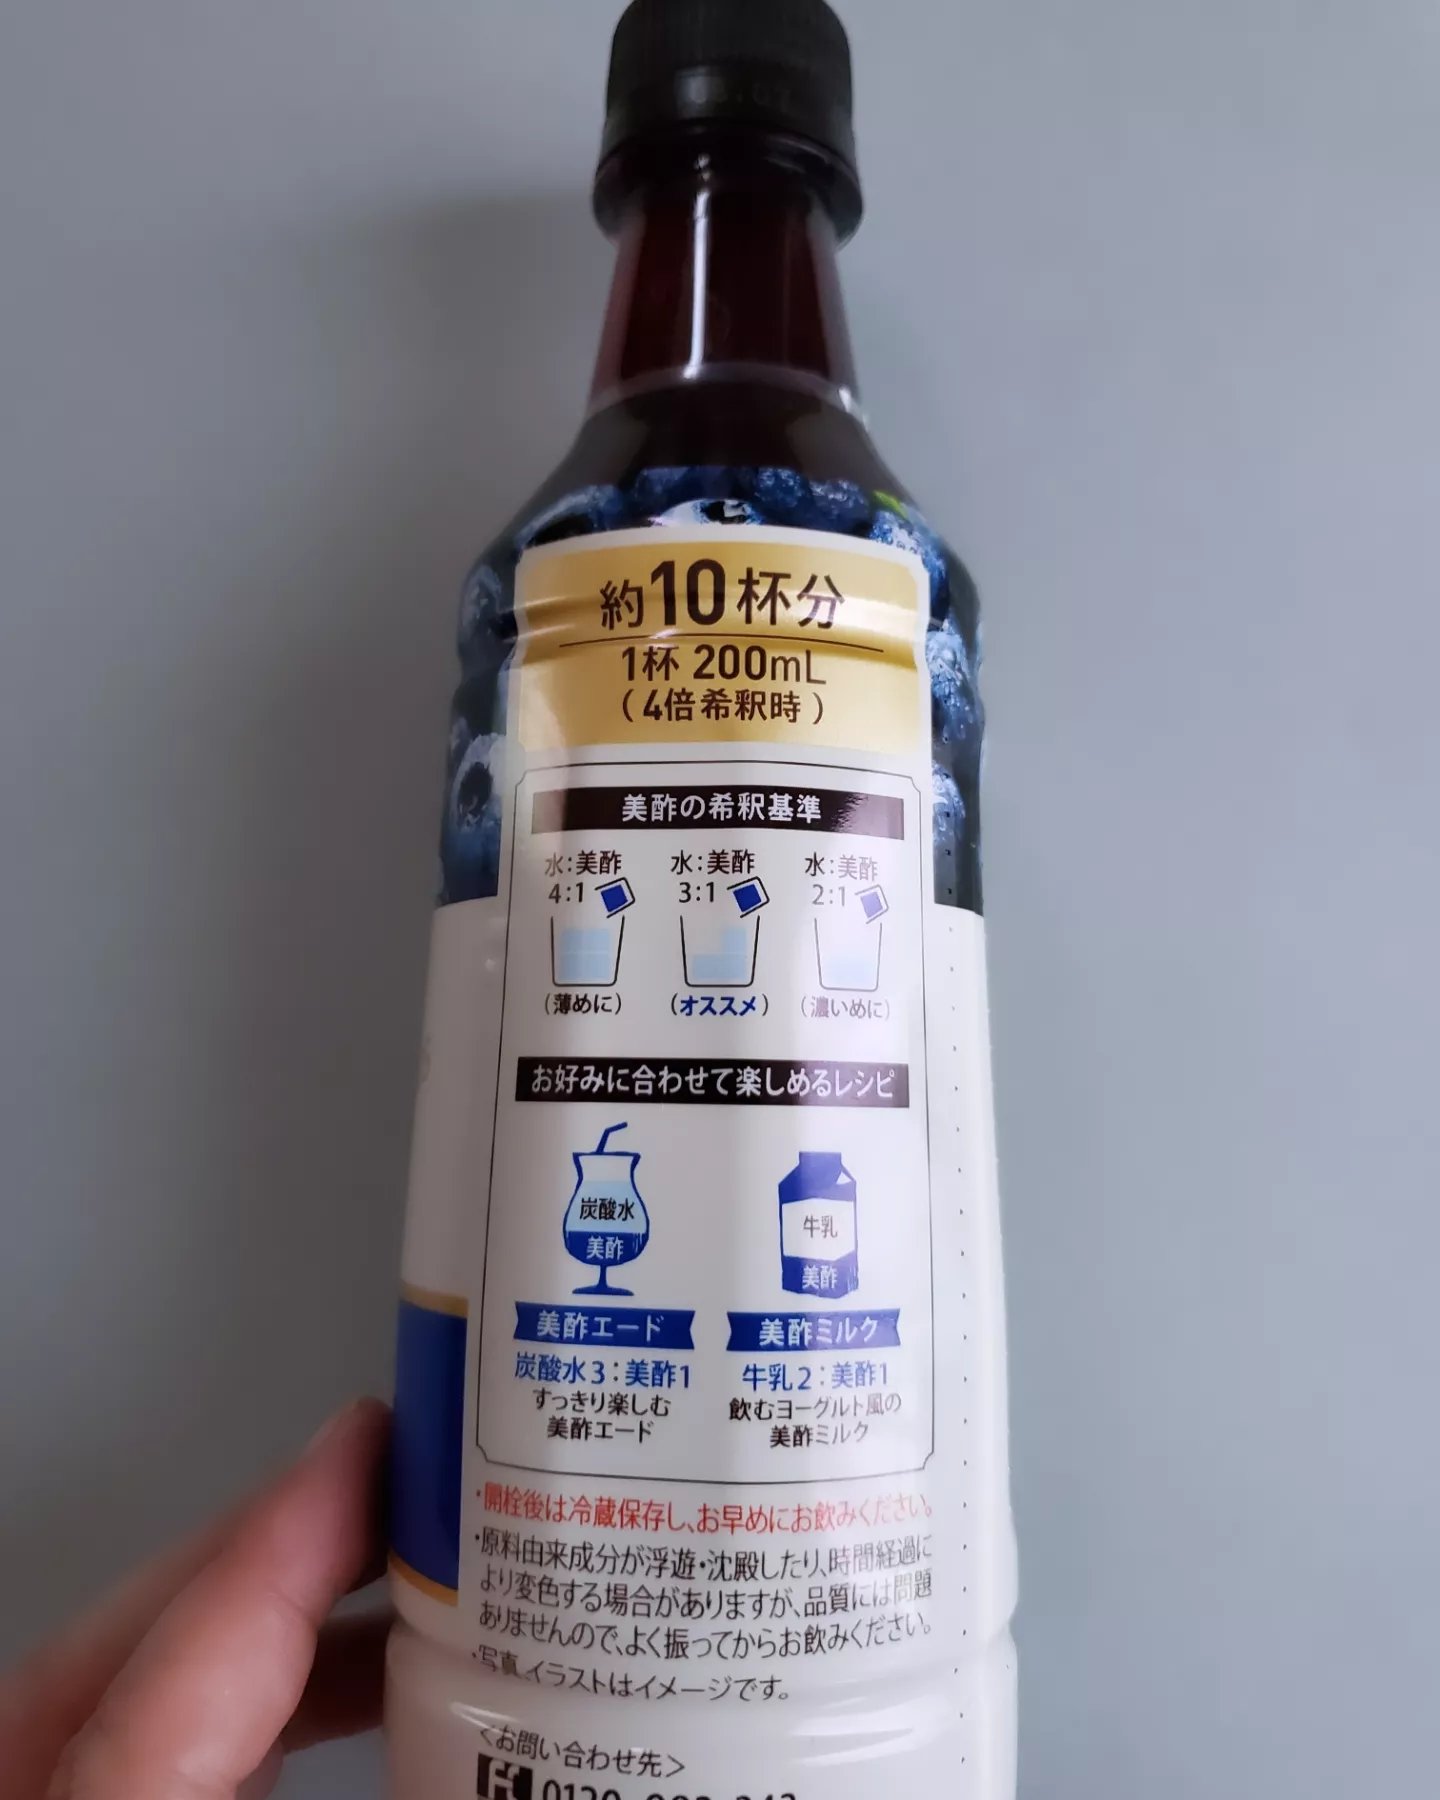 約10杯分
1杯 200mL
(4倍希釈時)
美酢の希釈基準
水:美酢
4:1
(薄めに)
水:美酢
3:1
(オススメ)
水:美酢
2:1
(濃いめに)
お好みに合わせて楽しめるレシピ
炭酸水
美酢
美酢エード
炭酸水3:美酢1
すっきり楽しむ
美酢エード
牛乳
美酢
美酢ミルク
牛乳2:美酢1
飲むヨーグルト風の
美酢ミルク
・開栓後は冷蔵保存し、お早めにお飲みください。
・原料由来成分が浮遊・沈殿したり、時間経過に
より変色する場合がありますが、品質には問題
ありませんので、よく振ってからお飲みください。
・写真、イラストはイメージです。
<お問い合わせ先>
0120